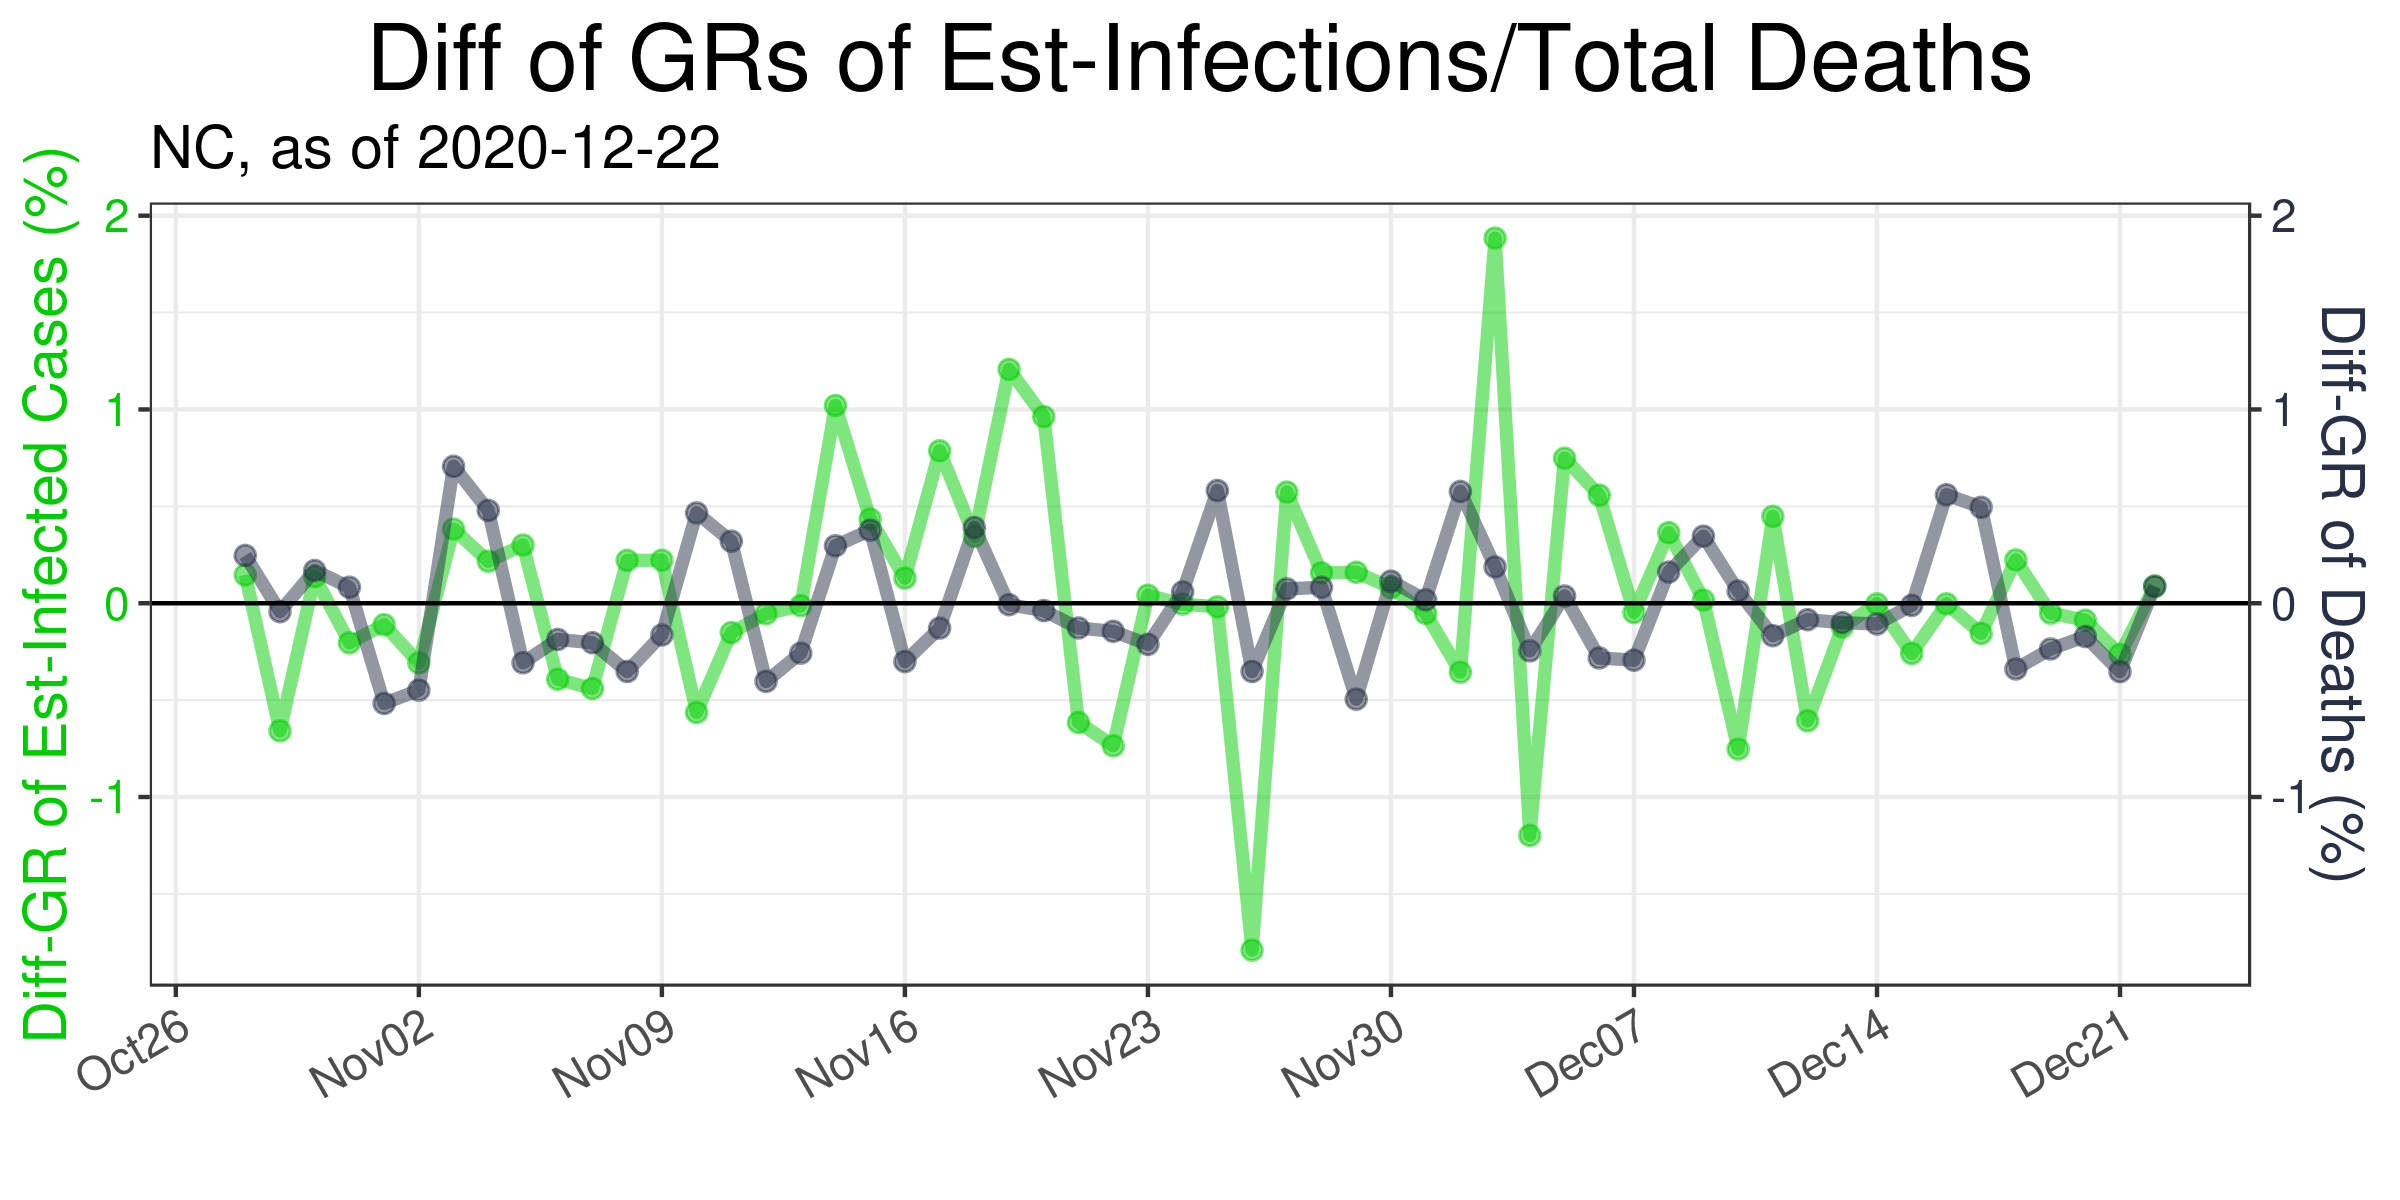 Diff of GRs of Est-Infections/Total Deaths
NC, as of 2020-12-22
Diff-GR of Est-Infected Cases (%)
2
1
0
-1
2
1
0
-1
Diff-GR of Deaths (%)
Oct26
Nov02
Nov09
Nov16
Nov23
Nov30
Dec07
Dec14
Dec21